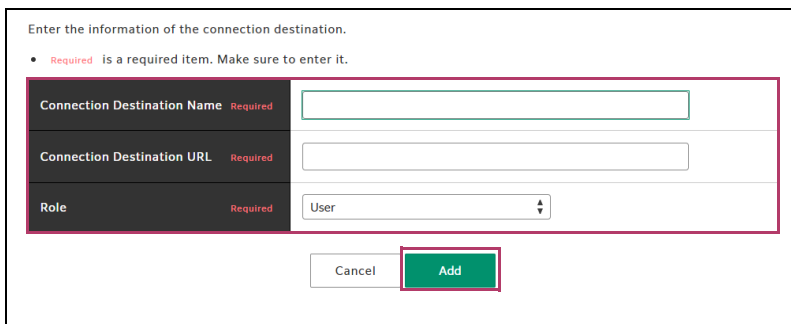 Enter the information of the connection destination.
• Required is a required item. Make sure to enter it.
Connection Destination Name Required
Connection Destination URL Required
Role Required User
Cancel Add